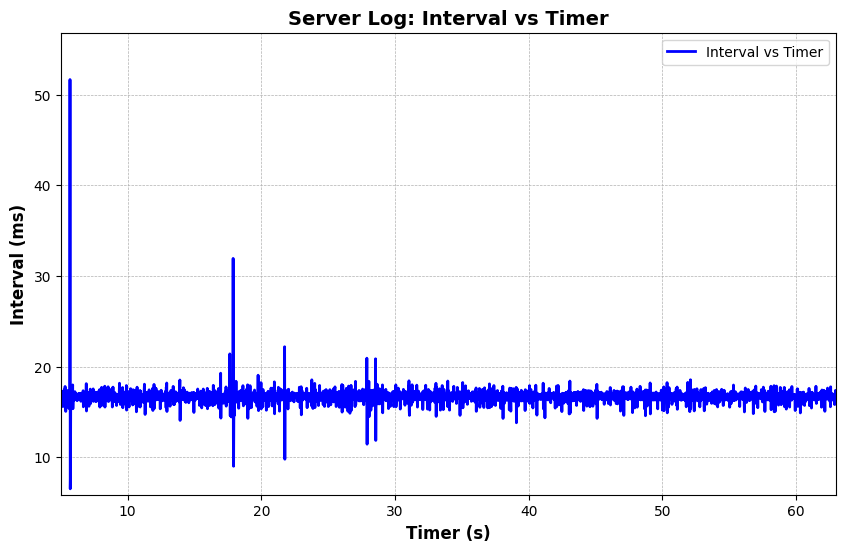 Server Log: Interval vs Timer
Interval vs Timer
50
40
30
20
10
Interval (ms)
10 20 30 40 50 60
Timer (s)